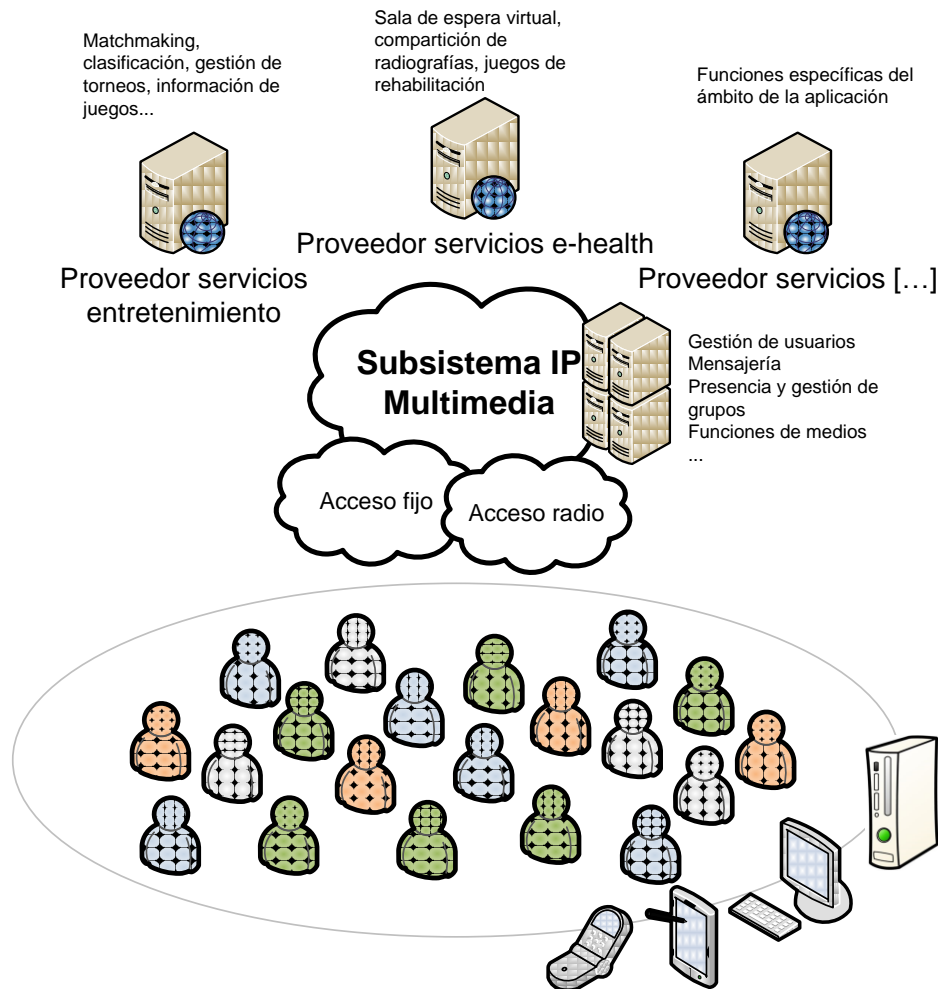 Matchmaking,
clasificación, gestión de
torneos, información de
juegos...
Proveedor servicios
entretenimiento
Sala de espera virtual,
compartición de
radiografías, juegos de
rehabilitación
Proveedor servicios e-health
Funciones específicas del
ámbito de la aplicación
Proveedor servicios […]
Subsistema IP
Multimedia
Gestión de usuarios
Mensajería
Presencia y gestión de
grupos
Funciones de medios
...
Acceso fijo
Acceso radio